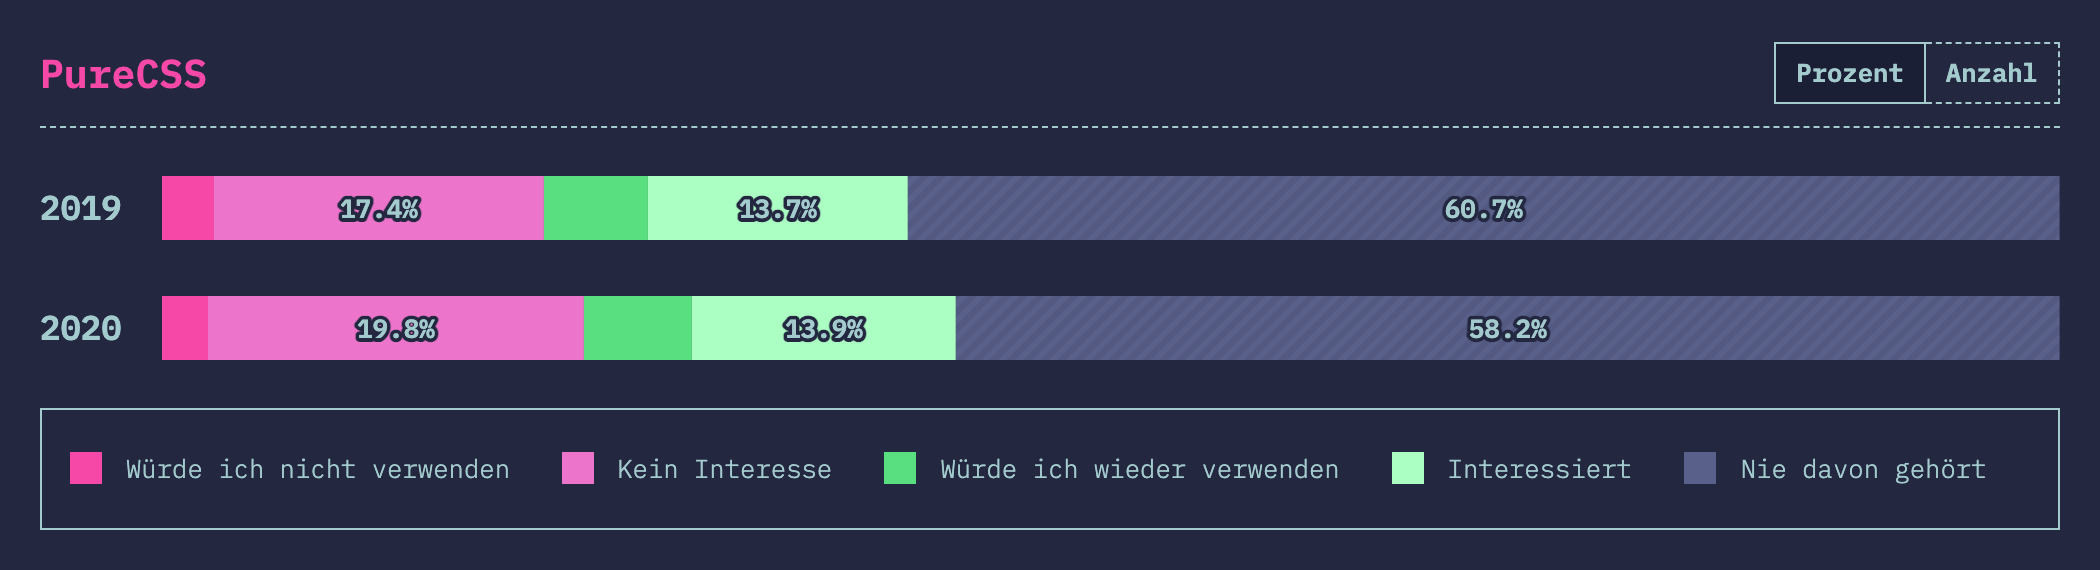 PureCSS
Prozent Anzahl
2019 17.4% 13.7% 60.7%
2020 19.8% 13.9% 58.2%
Würde ich nicht verwenden Kein Interesse Würde ich wieder verwenden Interessiert Nie davon gehört